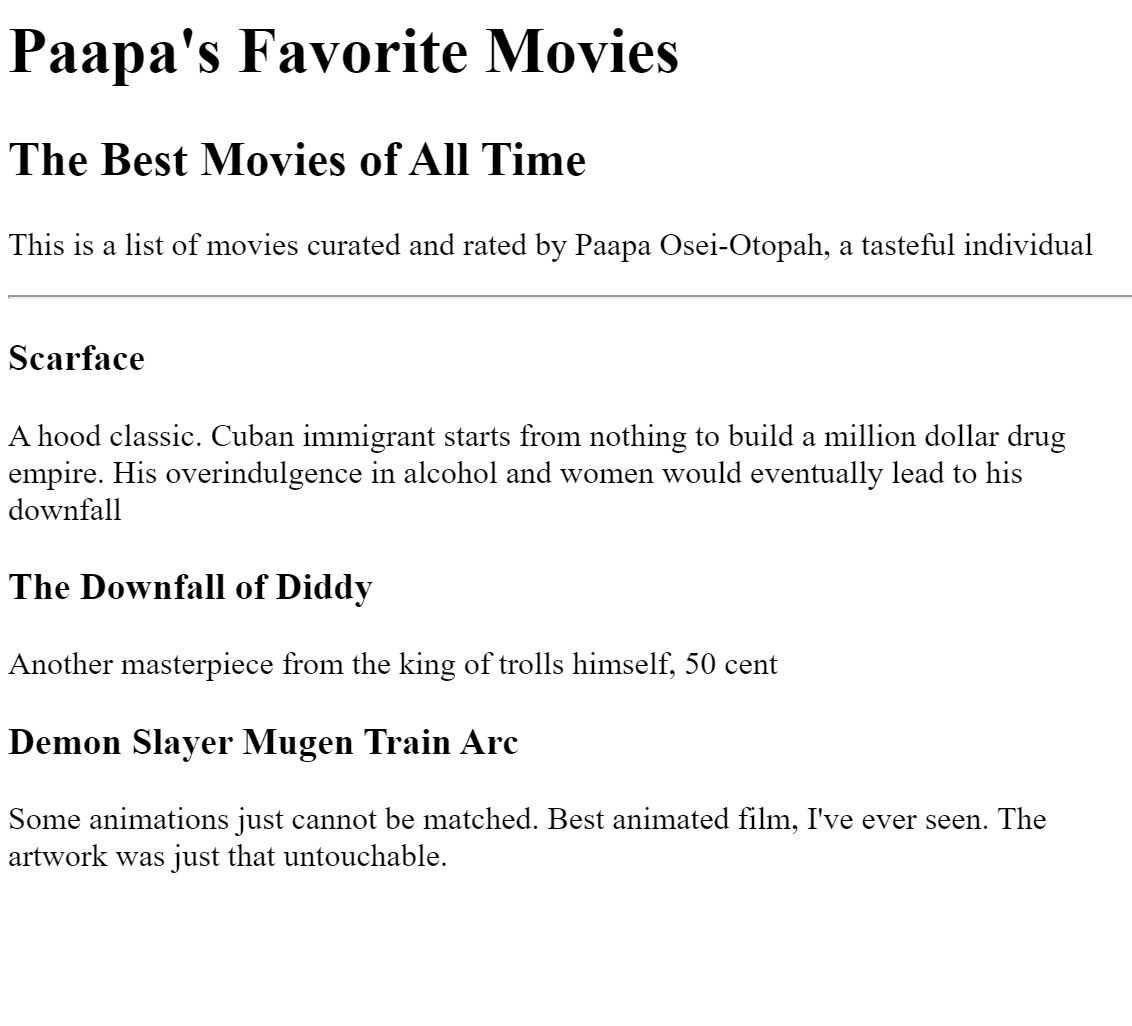 Paapa's Favorite Movies
The Best Movies of All Time
This is a list of movies curated and rated by Paapa Osei-Otopah, a tasteful individual
Scarface
A hood classic. Cuban immigrant starts from nothing to build a million dollar drug
empire. His overindulgence in alcohol and women would eventually lead to his
downfall
The Downfall of Diddy
Another masterpiece from the king of trolls himself, 50 cent
Demon Slayer Mugen Train Arc
Some animations just cannot be matched. Best animated film, I've ever seen. The
artwork was just that untouchable.